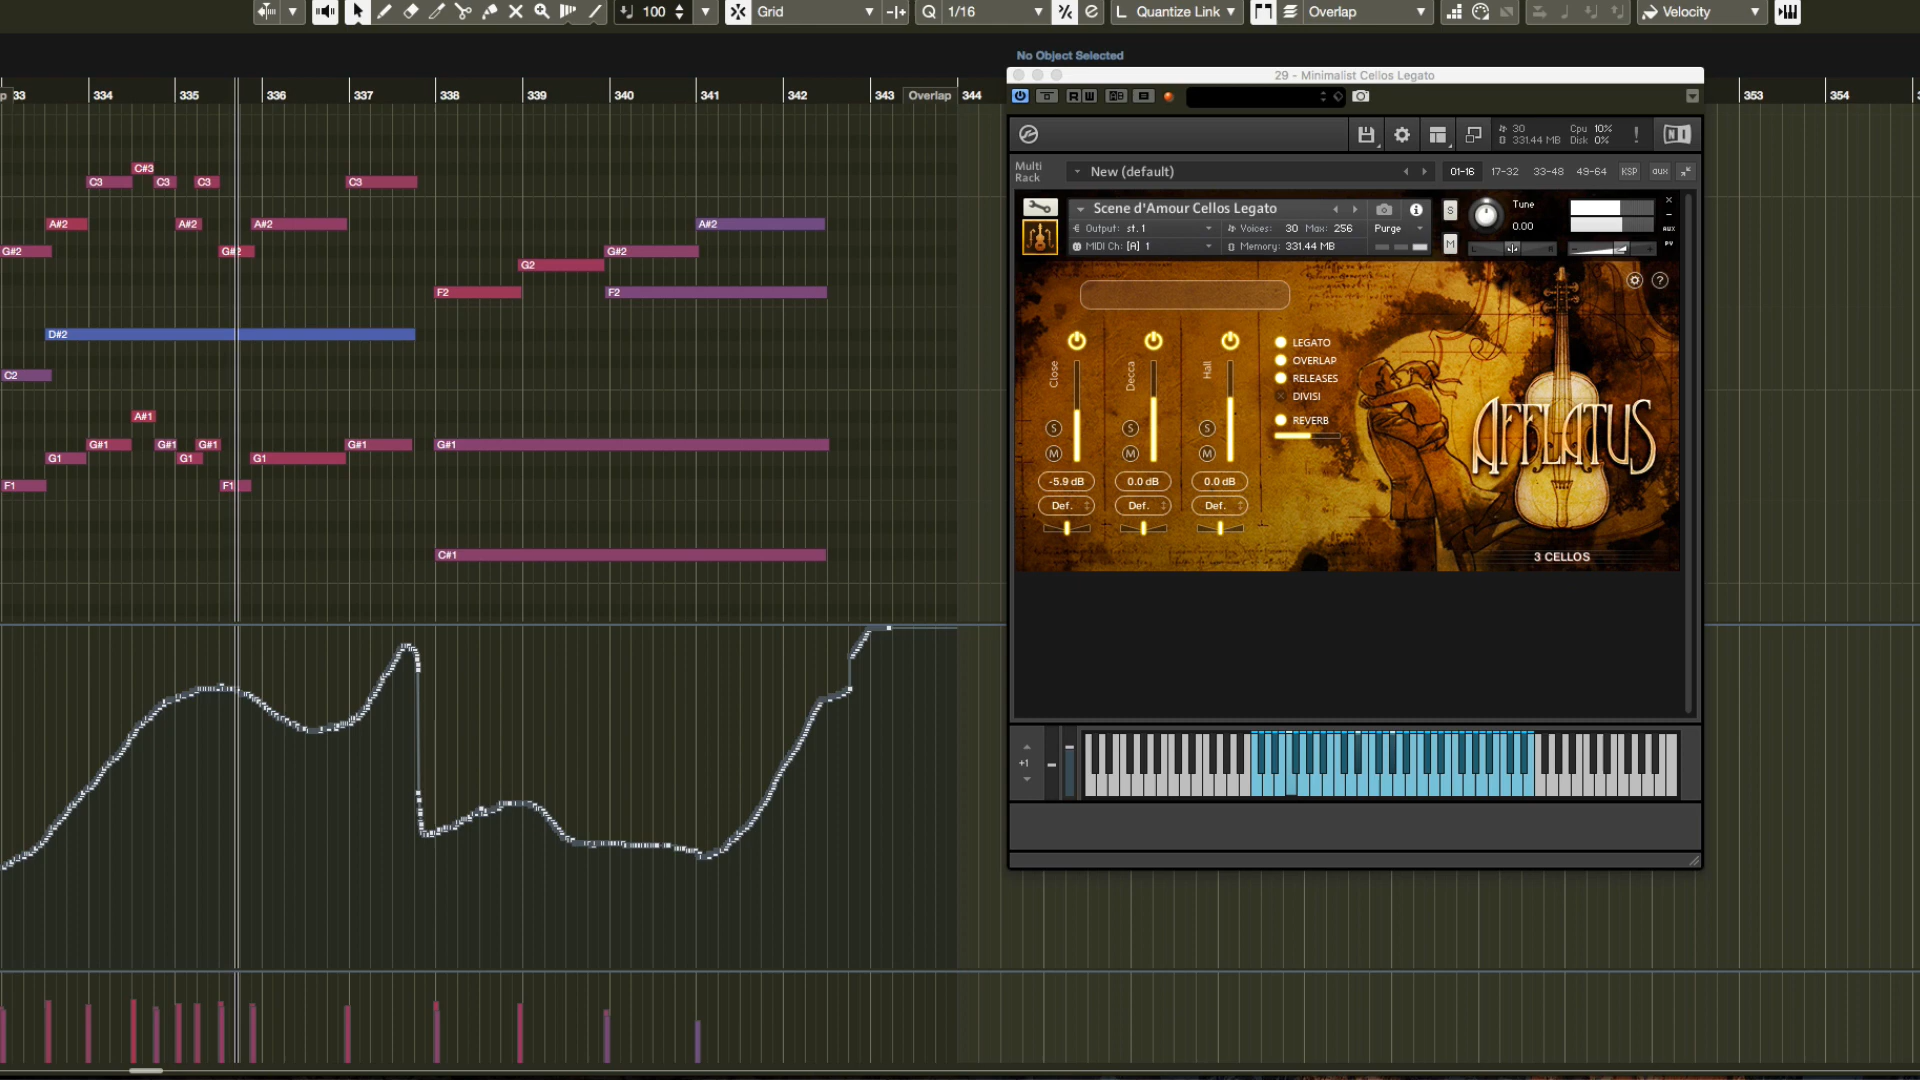 100
Grid
Q 1/16
L Quantize Link
Overlap
Velocity
No Object Selected
29 - Minimalist Cellos Legato
33 334 335 336 337 338 339 340 341 342 343 Overlap 344 353 354
R W
30
331.44 MB
Cpu 10%
Disk 0%
!
Multi
Rack
New (default)
01-16 17-32 33-48 49-64 KSP aux
Scene d'Amour Cellos Legato
Output: st.1
Voices: 30 Max: 256
Purge
MIDI Ch: [A] 1
Memory: 331.44 MB
S
M
Tune
0.00
L R
AUX
PV
?
Close
Decca
Hall
LEGATO
OVERLAP
RELEASES
DIVISI
REVERB
S S S
M M M
-5.9 dB 0.0 dB 0.0 dB
Def. Def. Def.
AFFLATUS
3 CELLOS
+1
C#3
C3 C3 C3 C3
A#2 A#2 A#2 A#2
G#2 G#2 G#2
G2
F2 F2
D#2
C2
A#1
G#1 G#1 G#1 G#1 G#1
G1 G1 G1
F1 F1
C#1